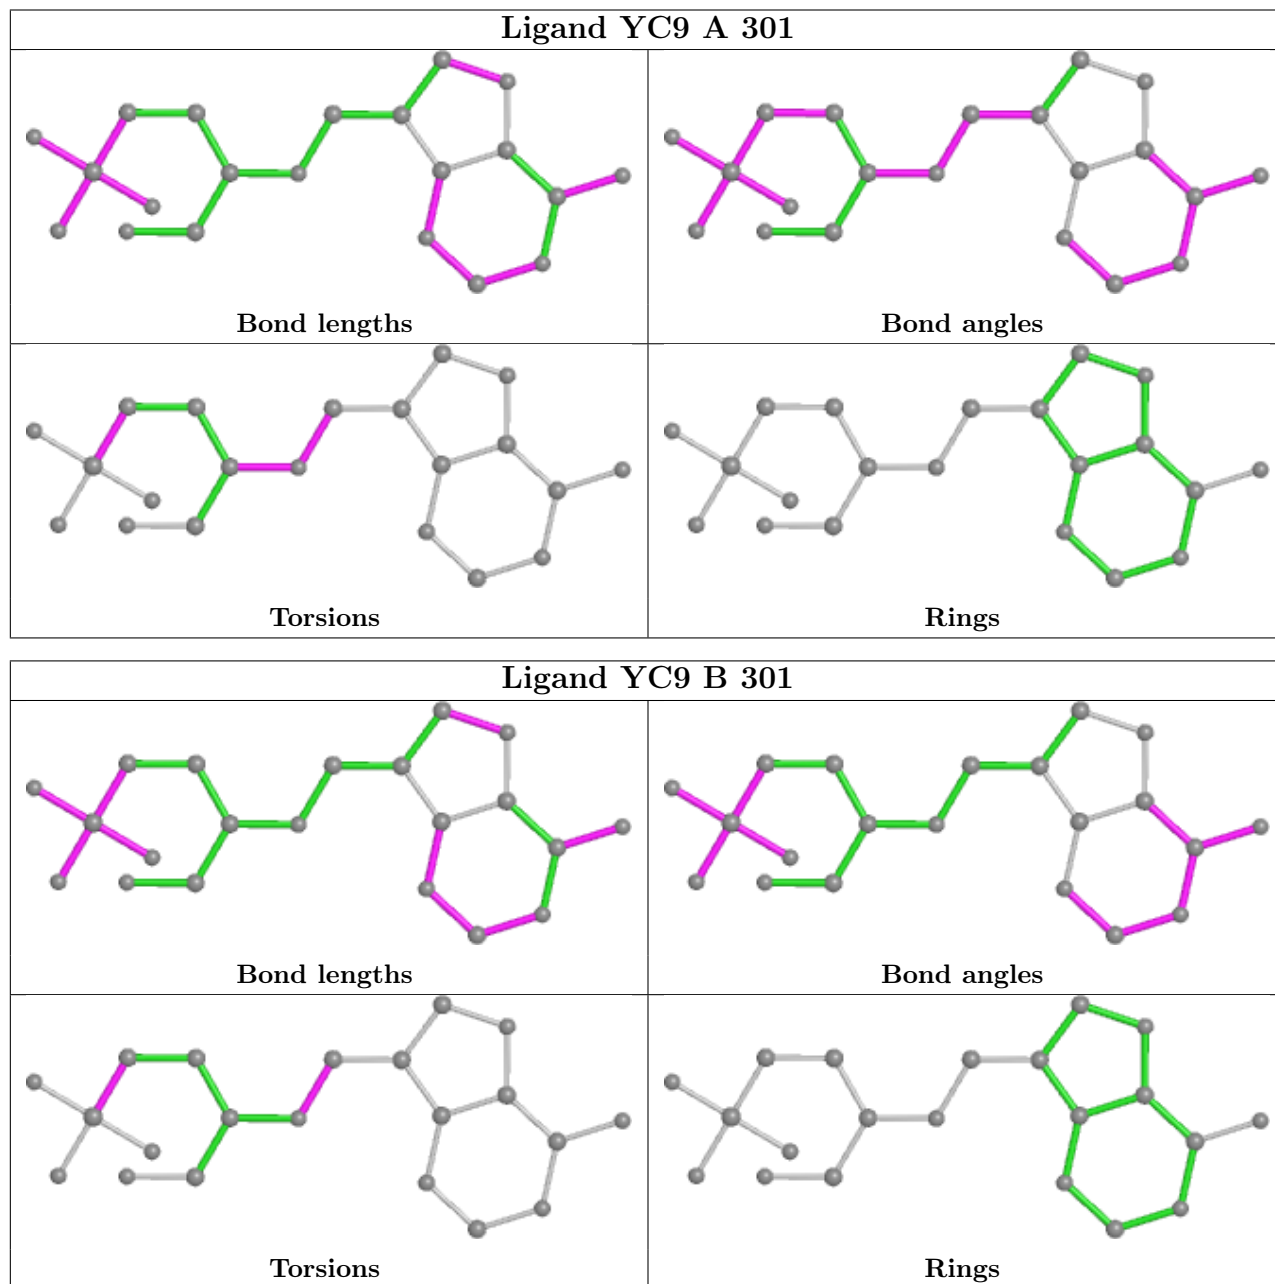 Ligand YC9 A 301
Bond lengths
Bond angles
Torsions
Rings
Ligand YC9 B 301
Bond lengths
Bond angles
Torsions
Rings